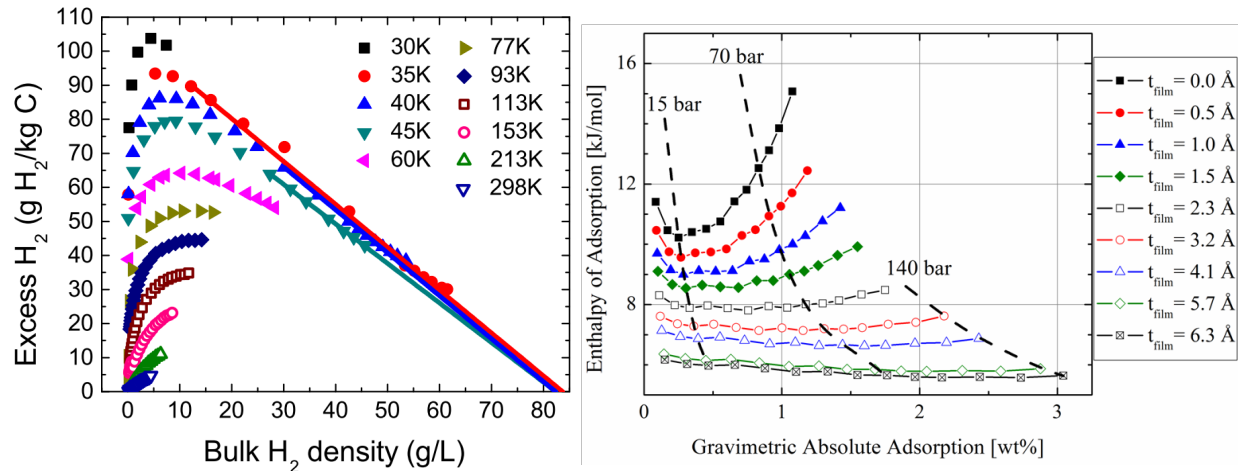 Excess H2 (g H2/kg C)
110
100
90
80
70
60
50
40
30
20
10
0
0 10 20 30 40 50 60 70 80
Bulk H2 density (g/L)
30K
35K
40K
45K
60K
77K
93K
113K
153K
213K
298K
Enthalpy of Adsorption [kJ/mol]
16
12
8
4
0 1 2 3
Gravimetric Absolute Adsorption [wt%]
15 bar
70 bar
140 bar
tfilm = 0.0 Å
tfilm = 0.5 Å
tfilm = 1.0 Å
tfilm = 1.5 Å
tfilm = 2.3 Å
tfilm = 3.2 Å
tfilm = 4.1 Å
tfilm = 5.7 Å
tfilm = 6.3 Å